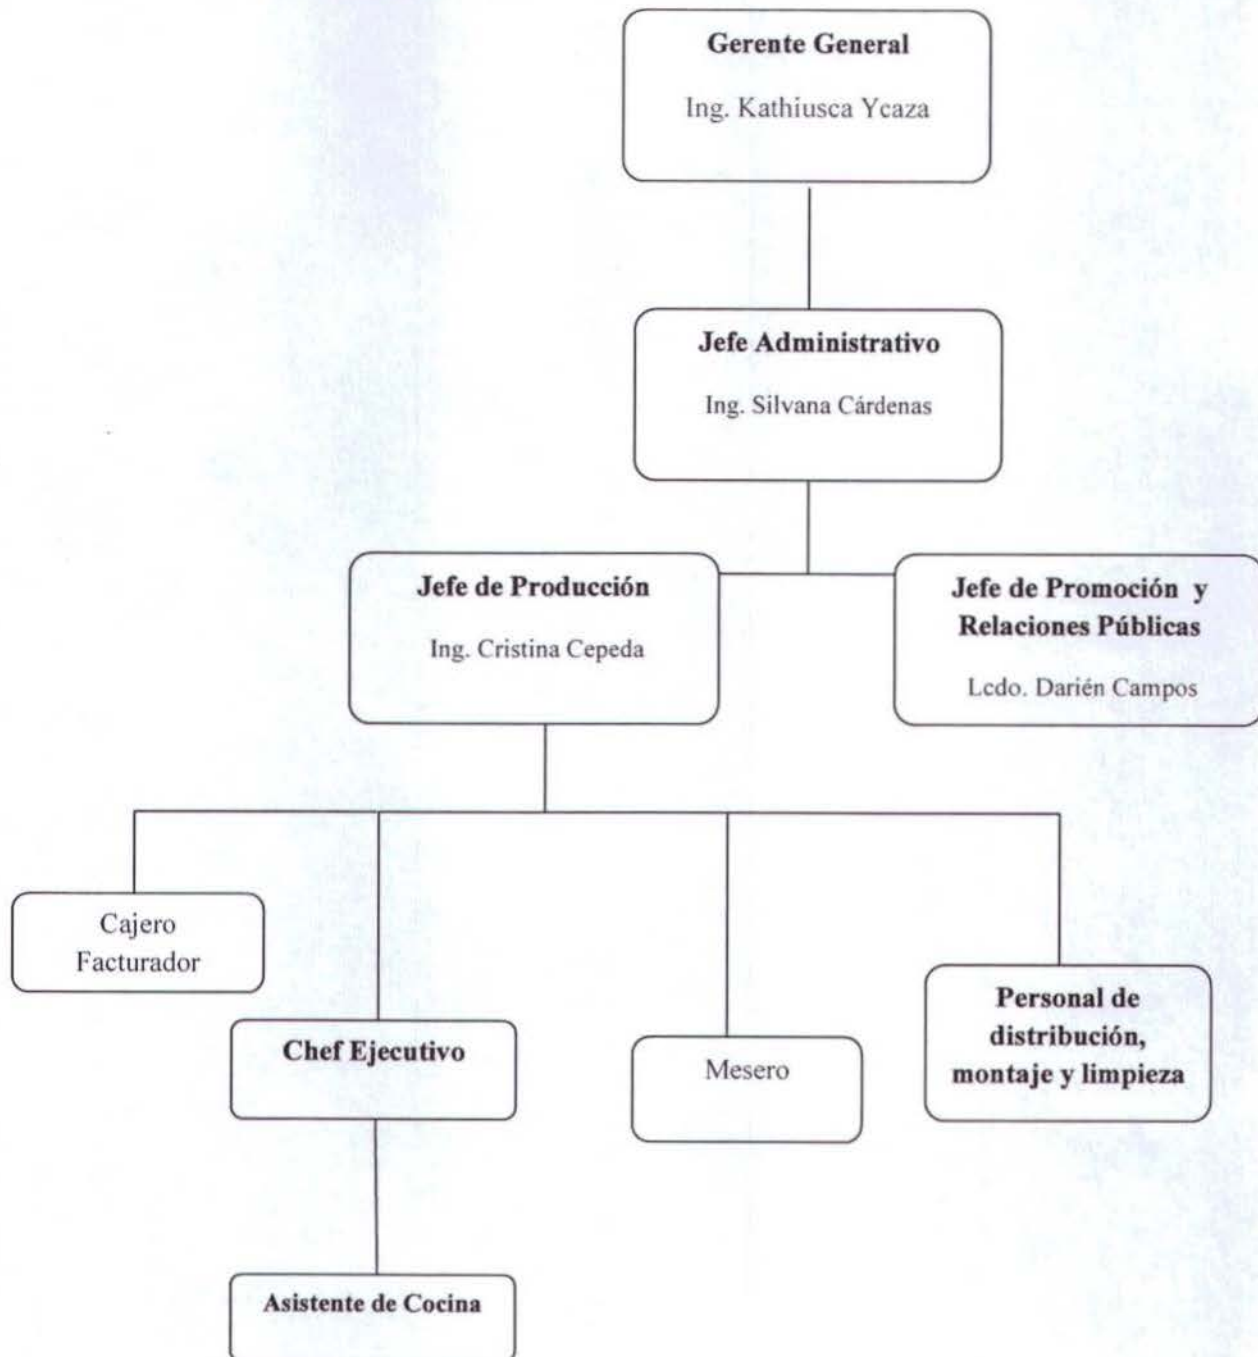 Gerente General
Ing. Kathiusca Ycaza
Jefe Administrativo
Ing. Silvana Cárdenas
Jefe de Producción
Ing. Cristina Cepeda
Jefe de Promoción y
Relaciones Públicas
Lcdo. Darién Campos
Cajero
Facturador
Chef Ejecutivo
Mesero
Personal de
distribución,
montaje y limpieza
Asistente de Cocina